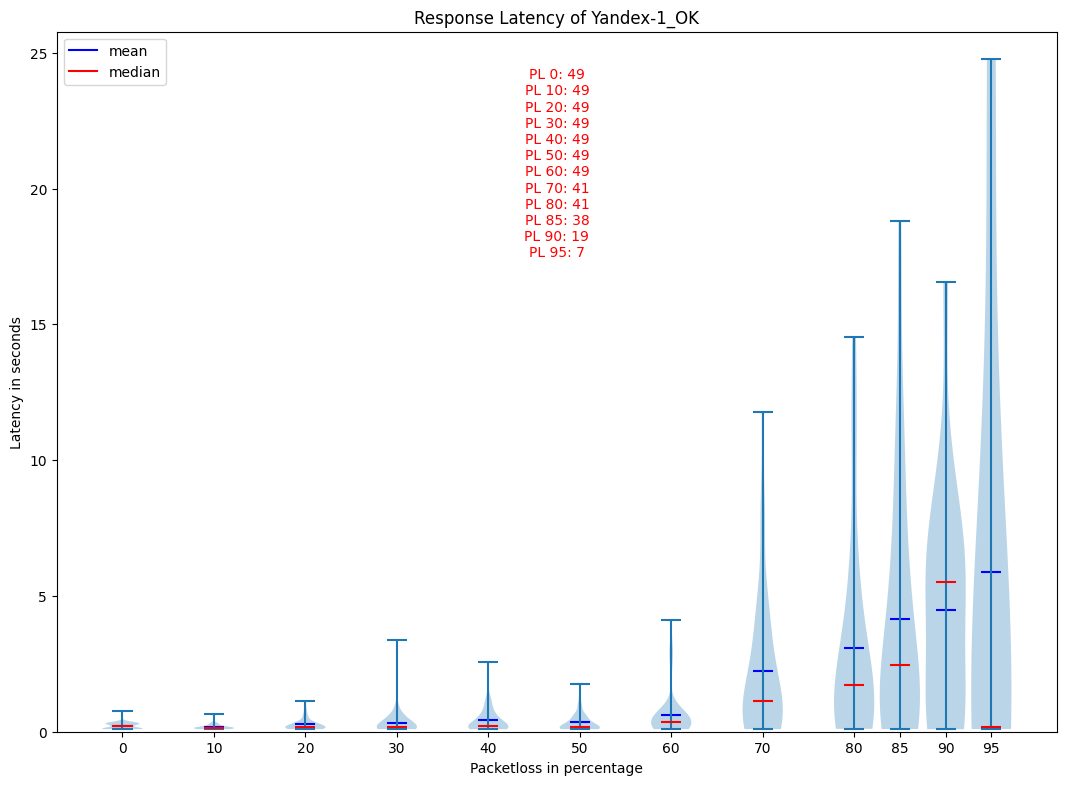 Response Latency of Yandex-1_OK
mean
median
PL 0: 49
PL 10: 49
PL 20: 49
PL 30: 49
PL 40: 49
PL 50: 49
PL 60: 49
PL 70: 41
PL 80: 41
PL 85: 38
PL 90: 19
PL 95: 7
25
20
15
10
5
0
Latency in seconds
0 10 20 30 40 50 60 70 80 85 90 95
Packetloss in percentage